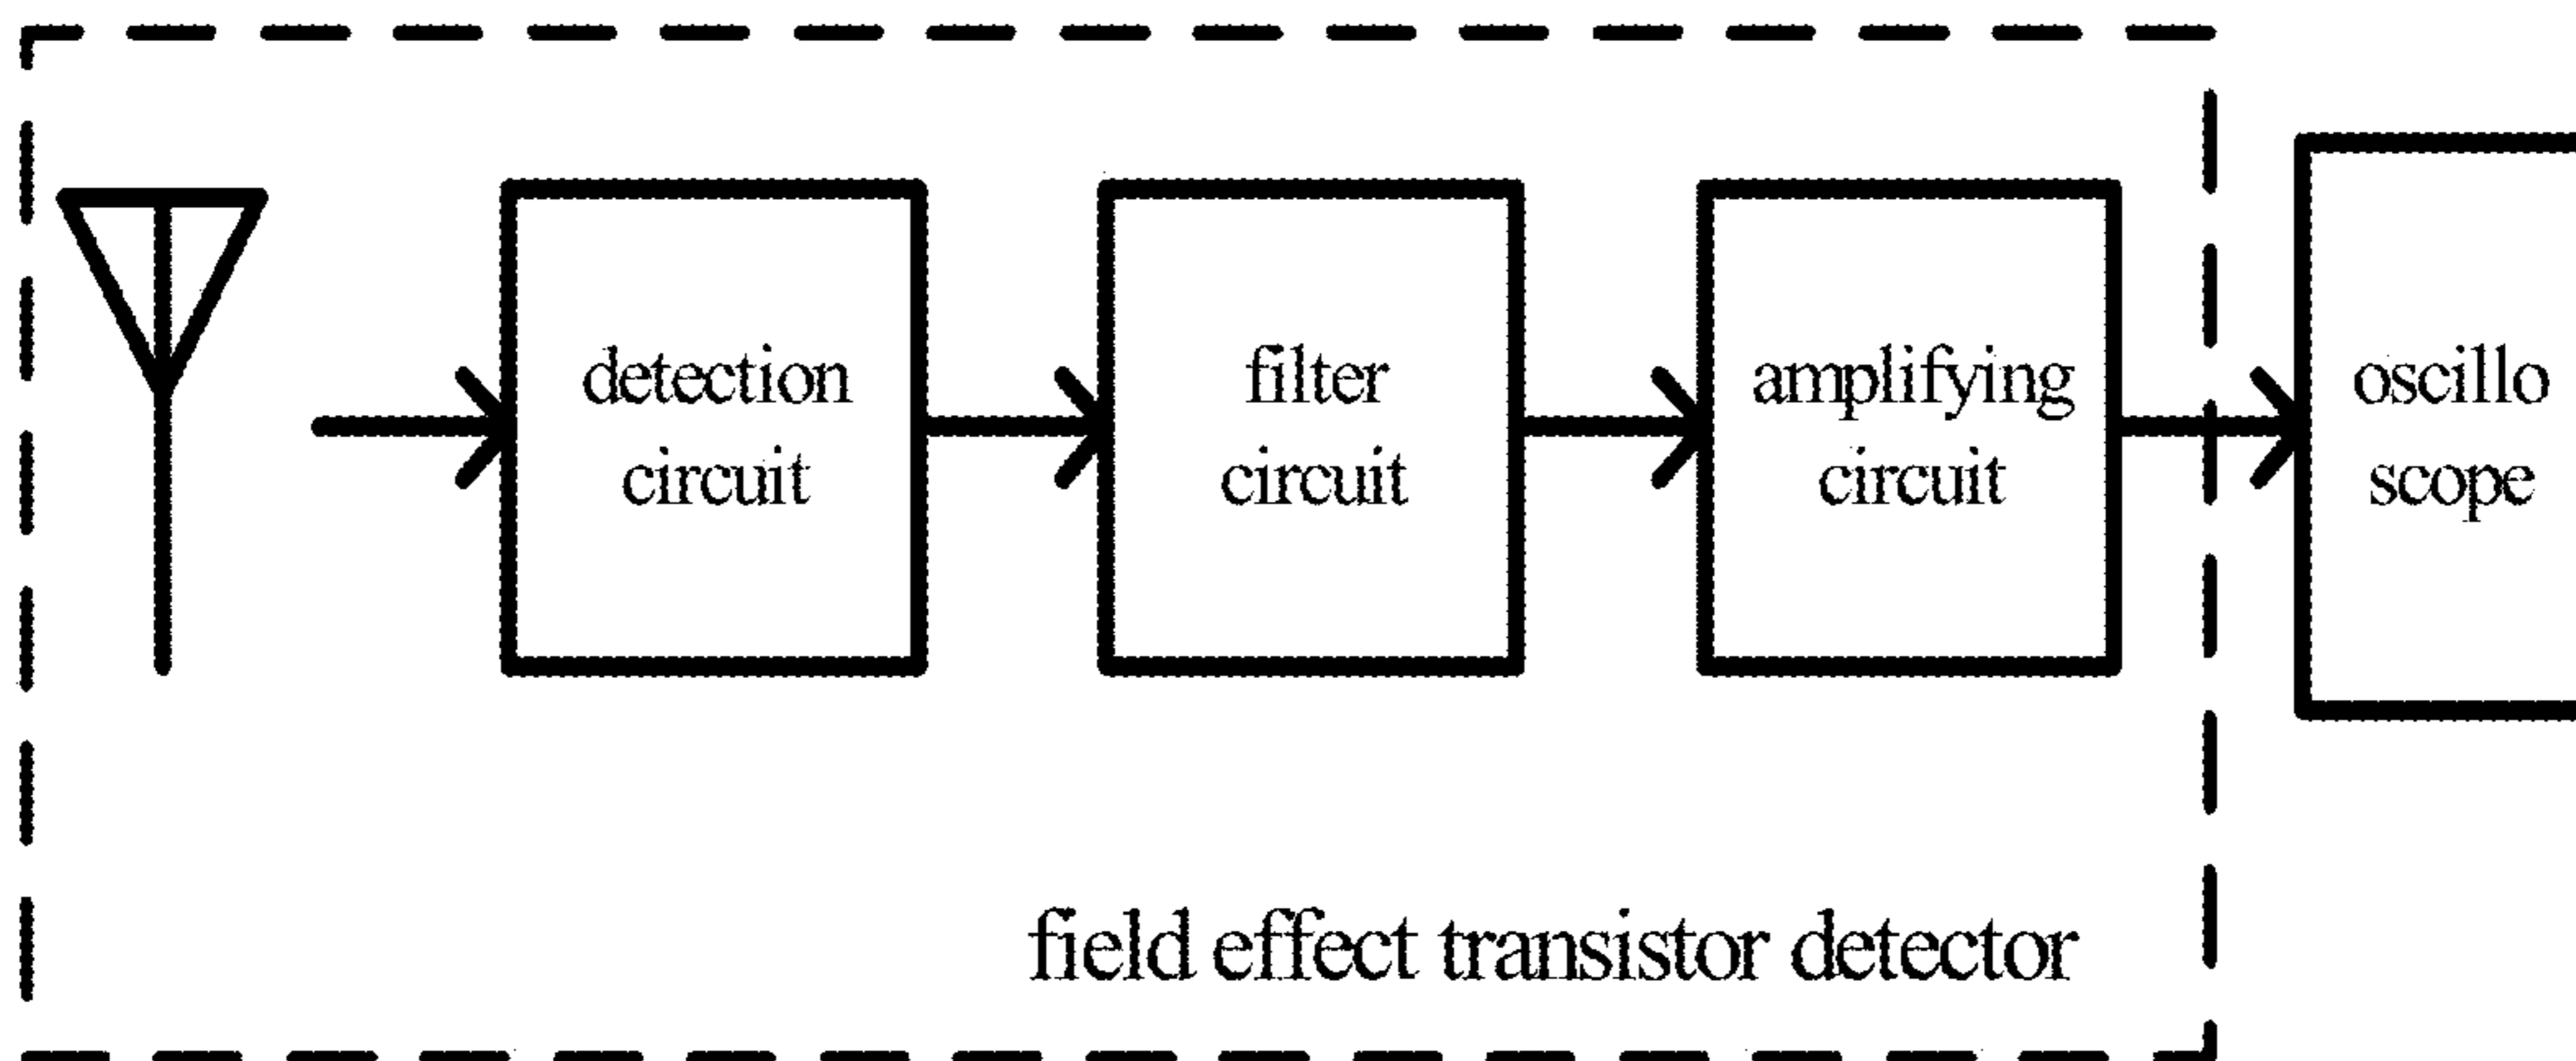 detection
circuit
filter
circuit
amplifying
circuit
oscillo
scope
field effect transistor detector